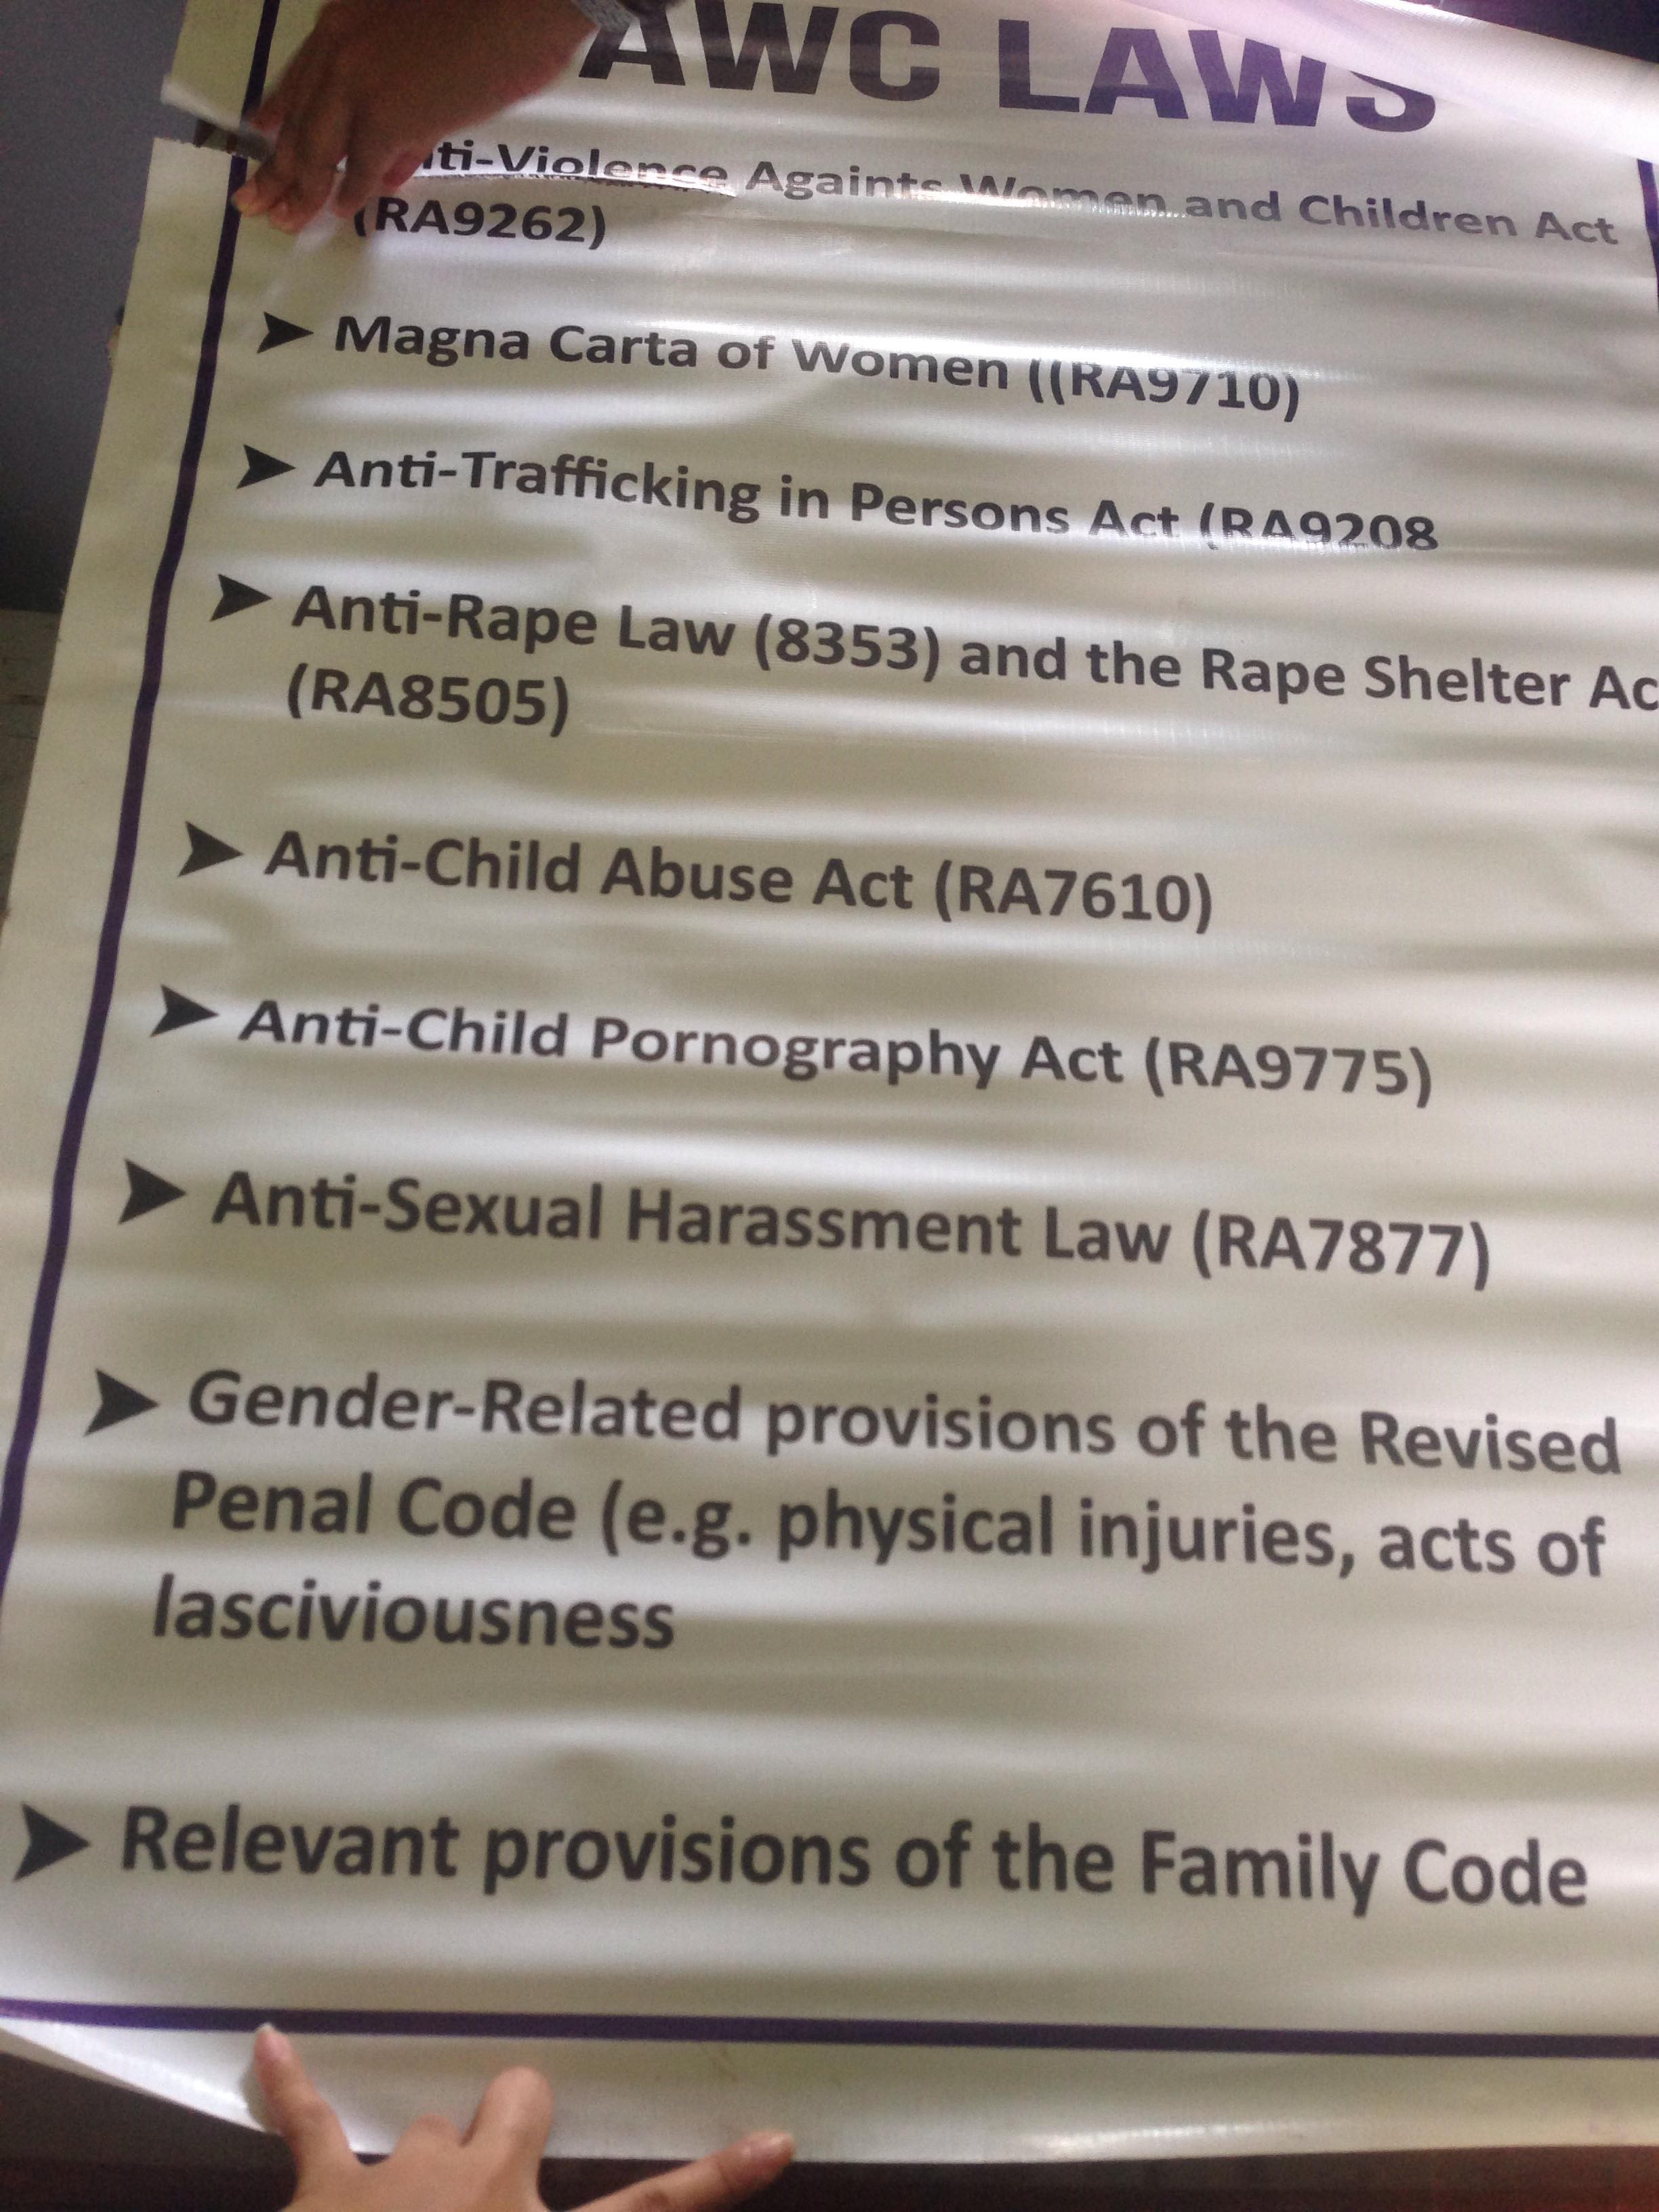 AWC LAWS
ti-Violence Againts Women and Children Act
(RA9262)
➤ Magna Carta of Women ((RA9710)
➤ Anti-Trafficking in Persons Act (RA9208
➤ Anti-Rape Law (8353) and the Rape Shelter Ac
(RA8505)
➤ Anti-Child Abuse Act (RA7610)
➤ Anti-Child Pornography Act (RA9775)
➤ Anti-Sexual Harassment Law (RA7877)
➤ Gender-Related provisions of the Revised
Penal Code (e.g. physical injuries, acts of
lasciviousness
➤ Relevant provisions of the Family Code